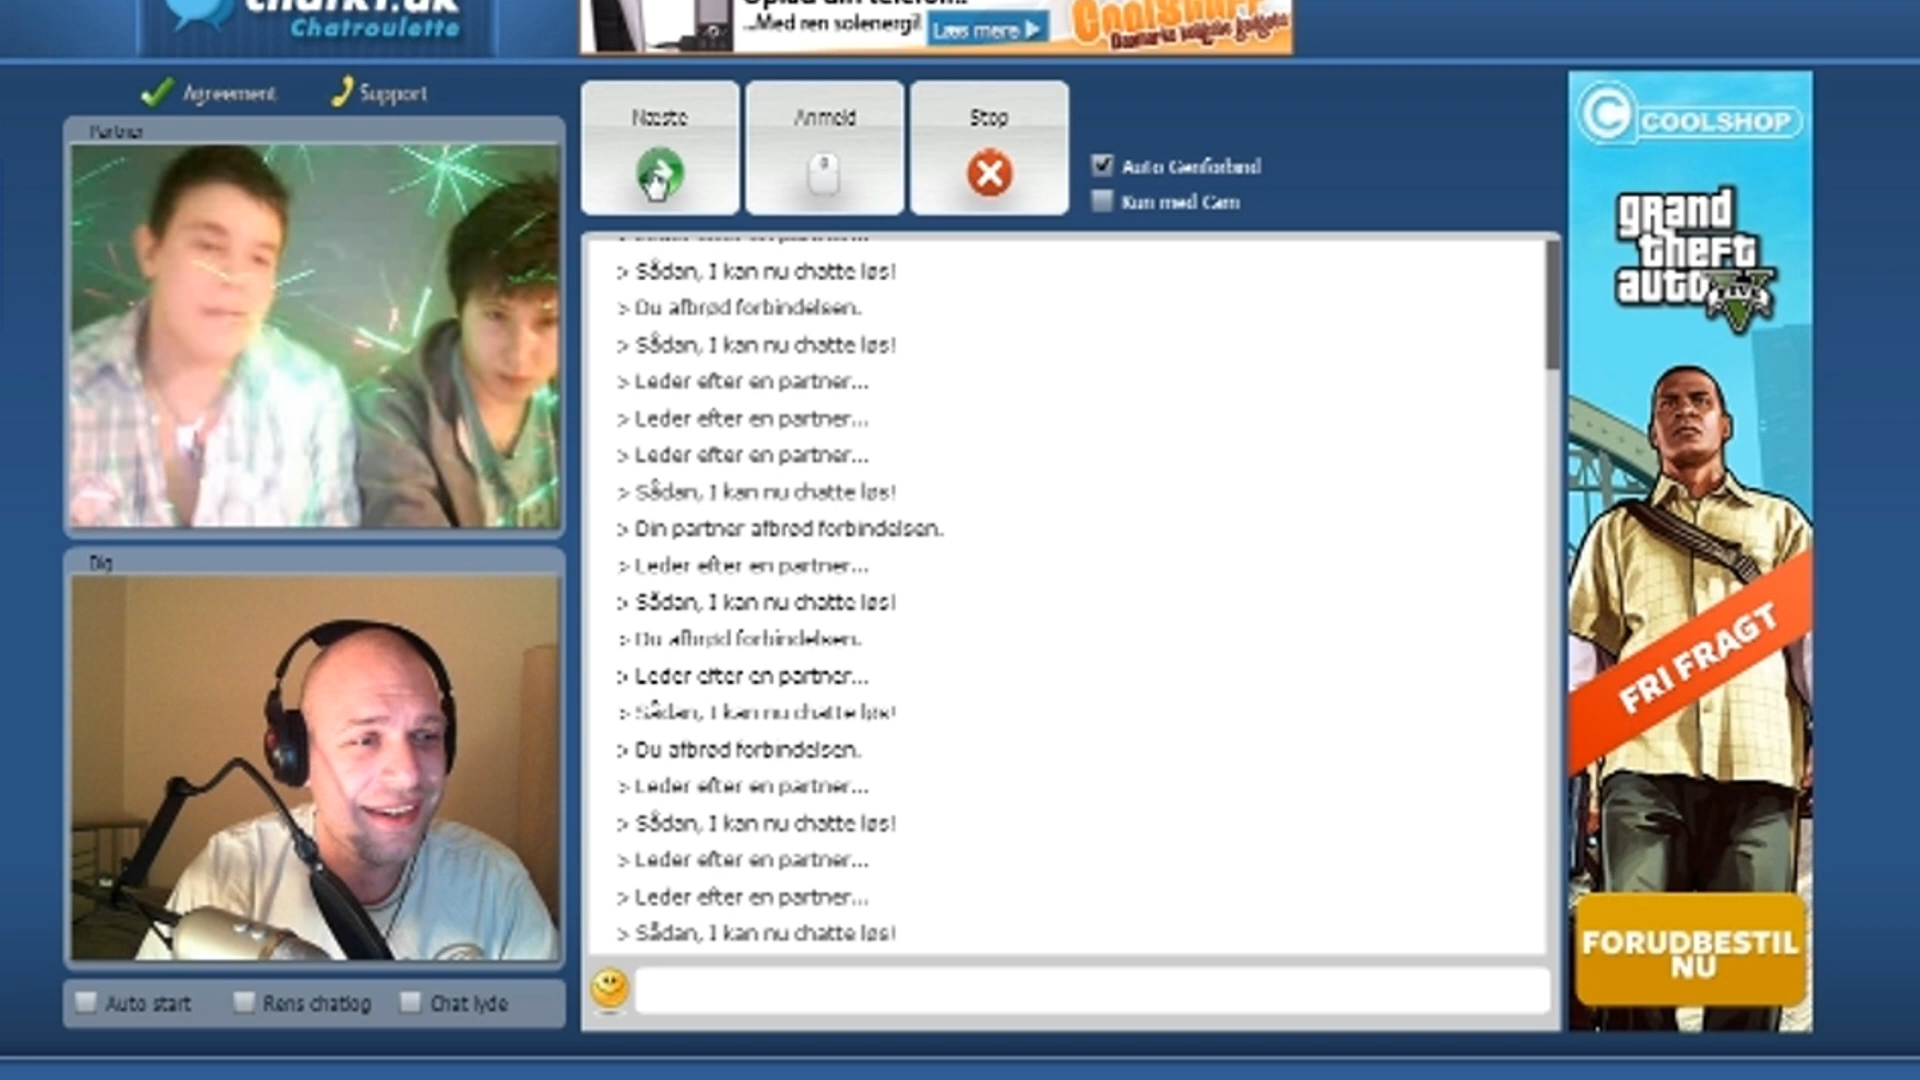 Chatroulette
...Med ren solenergi!
Læs mere
COOLSTUFF
Agreement
Support
Partner
Næste
Anmeld
Stop
Auto Genforbind
Kun med Cam
> Sådan, I kan nu chatte løs!
> Du afbrød forbindelsen.
> Sådan, I kan nu chatte løs!
> Leder efter en partner...
> Leder efter en partner...
> Leder efter en partner...
> Sådan, I kan nu chatte løs!
> Din partner afbrød forbindelsen.
> Leder efter en partner...
> Sådan, I kan nu chatte løs!
> Du afbrød forbindelsen.
> Leder efter en partner...
> Sådan, I kan nu chatte løs!
> Du afbrød forbindelsen.
> Leder efter en partner...
> Sådan, I kan nu chatte løs!
> Leder efter en partner...
> Leder efter en partner...
> Sådan, I kan nu chatte løs!
Dig
Auto start
Rens chatlog
Chat lyde
COOLSHOP
grand
theft
auto V
FIVE
FRI FRAGT
FORUDBESTIL
NU